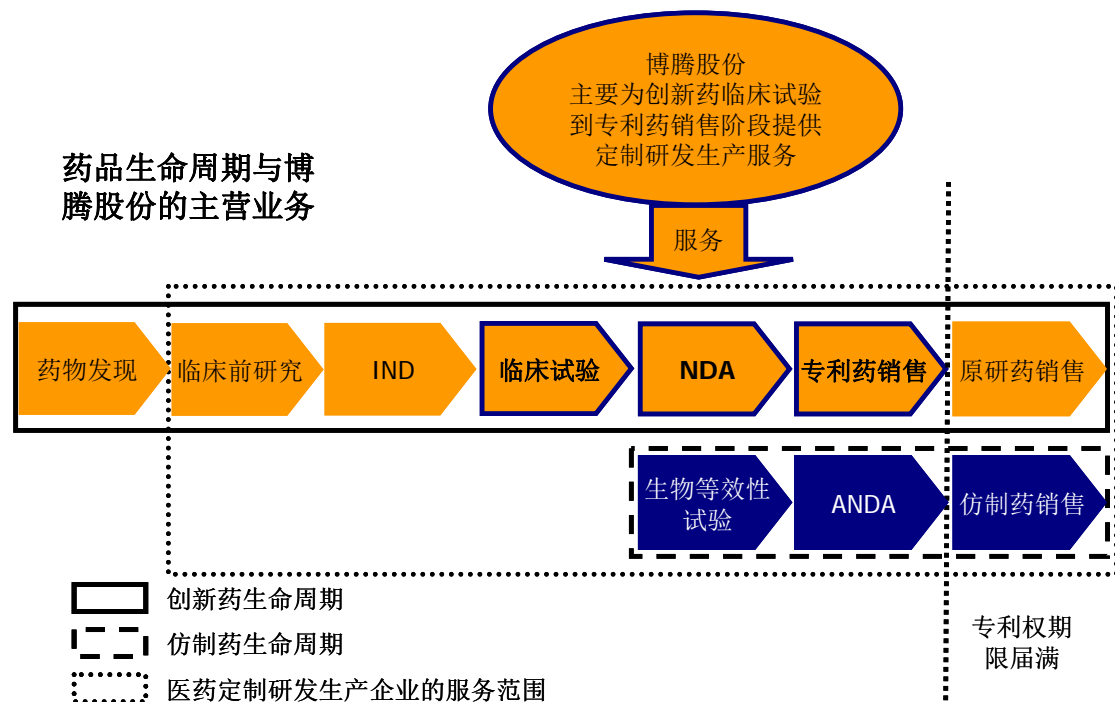 博腾股份
主要为创新药临床试验
到专利药销售阶段提供
定制研发生产服务
药品生命周期与博
腾股份的主营业务
服务
药物发现
临床前研究
IND
临床试验
NDA
专利药销售
原研药销售
生物等效性
试验
ANDA
仿制药销售
创新药生命周期
仿制药生命周期
医药定制研发生产企业的服务范围
专利权期
限届满